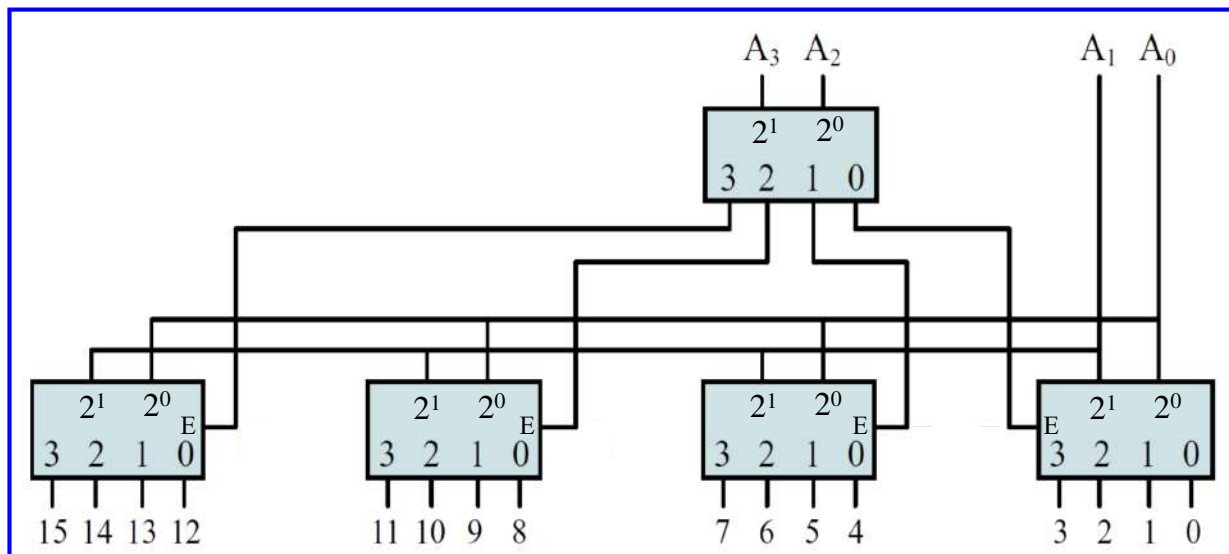 A₃ A₂ A₁ A₀
2¹ 2⁰
3 2 1 0
2¹ 2⁰ 2¹ 2⁰ 2¹ 2⁰ 2¹ 2⁰
E E E E
3 2 1 0 3 2 1 0 3 2 1 0 3 2 1 0
15 14 13 12 11 10 9 8 7 6 5 4 3 2 1 0